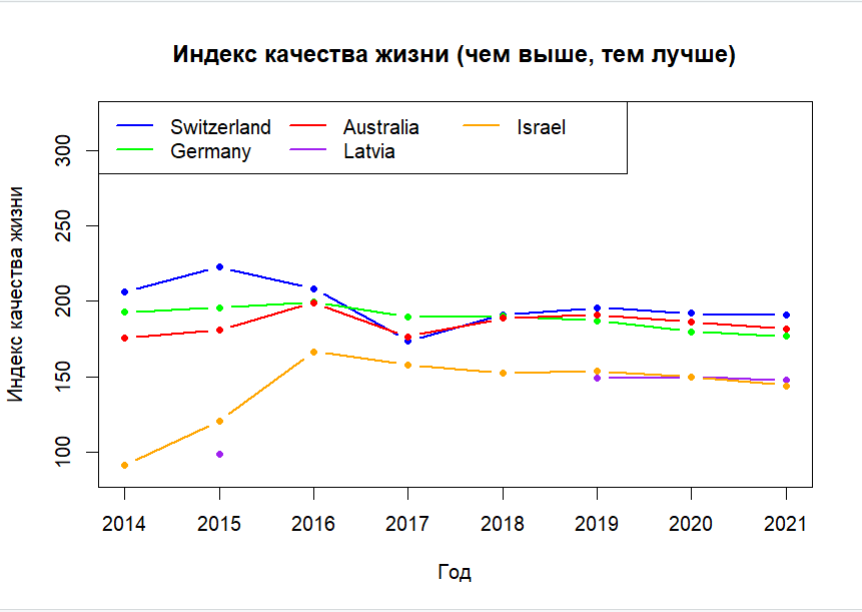 Индекс качества жизни (чем выше, тем лучше)
Switzerland Australia Israel
Germany Latvia
Индекс качества жизни
300
250
200
150
100
2014 2015 2016 2017 2018 2019 2020 2021
Год